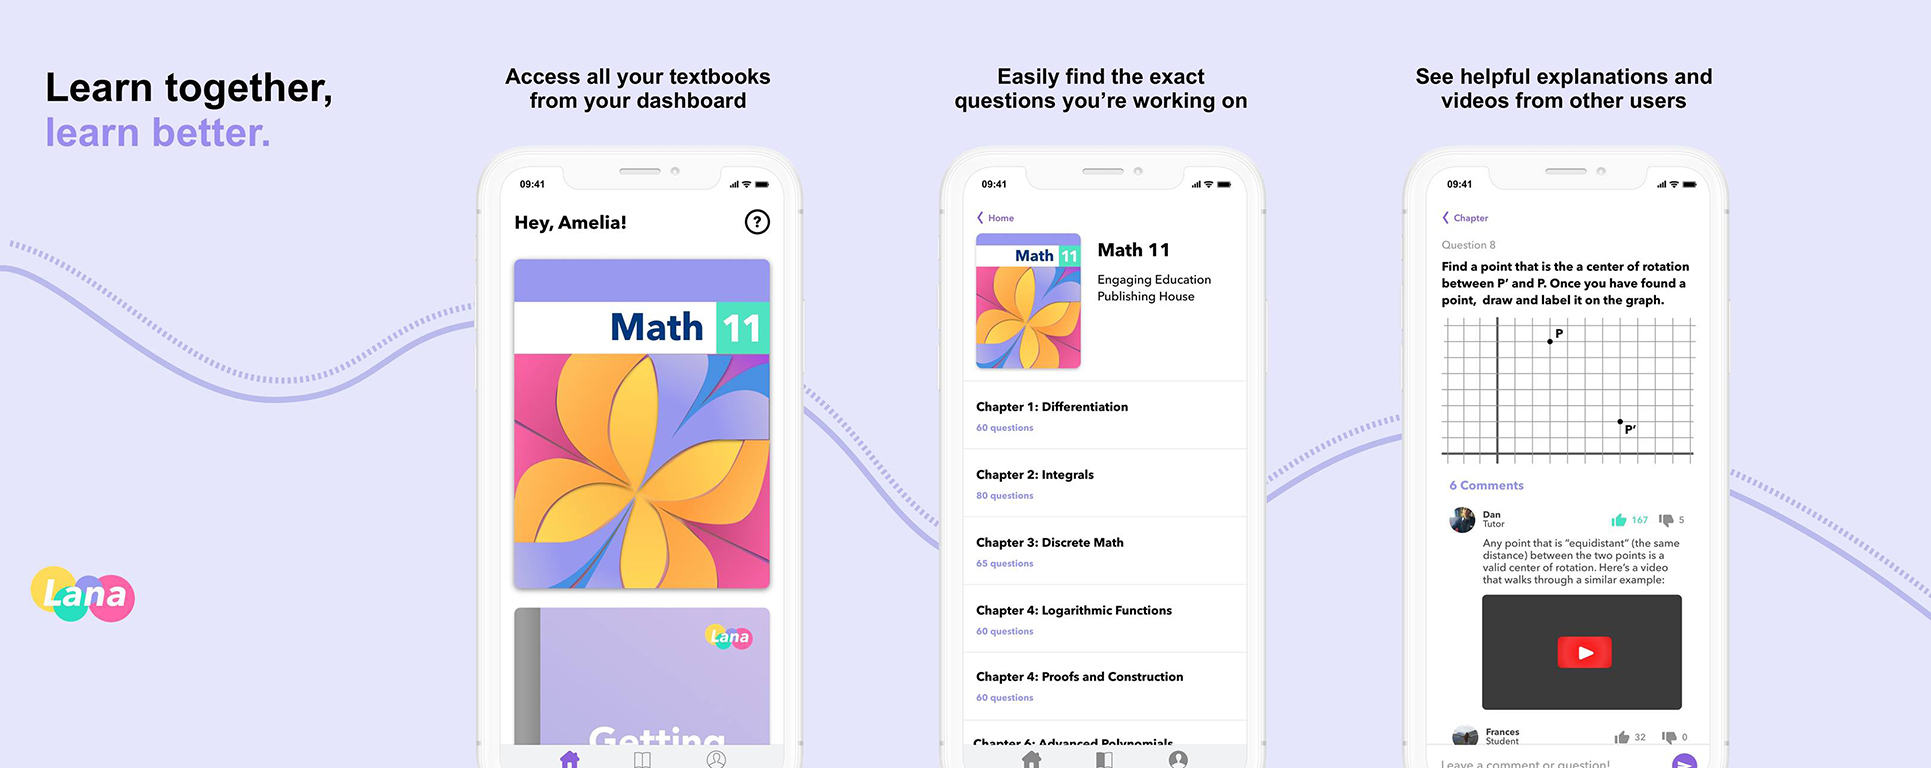 Learn together,
learn better.
Lana
Access all your textbooks
from your dashboard
09:41
Hey, Amelia!
?
Math 11
Lana
Getting
Easily find the exact
questions you're working on
09:41
Home
Math 11
Math 11
Engaging Education
Publishing House
Chapter 1: Differentiation
60 questions
Chapter 2: Integrals
80 questions
Chapter 3: Discrete Math
65 questions
Chapter 4: Logarithmic Functions
60 questions
Chapter 4: Proofs and Construction
60 questions
Chapter 6: Advanced Polynomials
See helpful explanations and
videos from other users
09:41
Chapter
Question 8
Find a point that is the a center of rotation
between P' and P. Once you have found a
point, draw and label it on the graph.
P
P'
6 Comments
Dan
Tutor
167
5
Any point that is "equidistant" (the same
distance) between the two points is a
valid center of rotation. Here's a video
that walks through a similar example:
Frances
Student
32
0
Leave a comment or question!